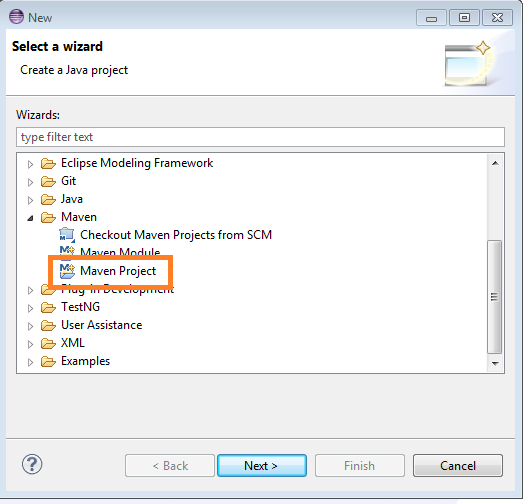 New
Select a wizard
Create a Java project
Wizards:
type filter text
Eclipse Modeling Framework
Git
Java
Maven
Checkout Maven Projects from SCM
Maven Module
Maven Project
Plug-in Development
TestNG
User Assistance
XML
Examples
? < Back Next > Finish Cancel